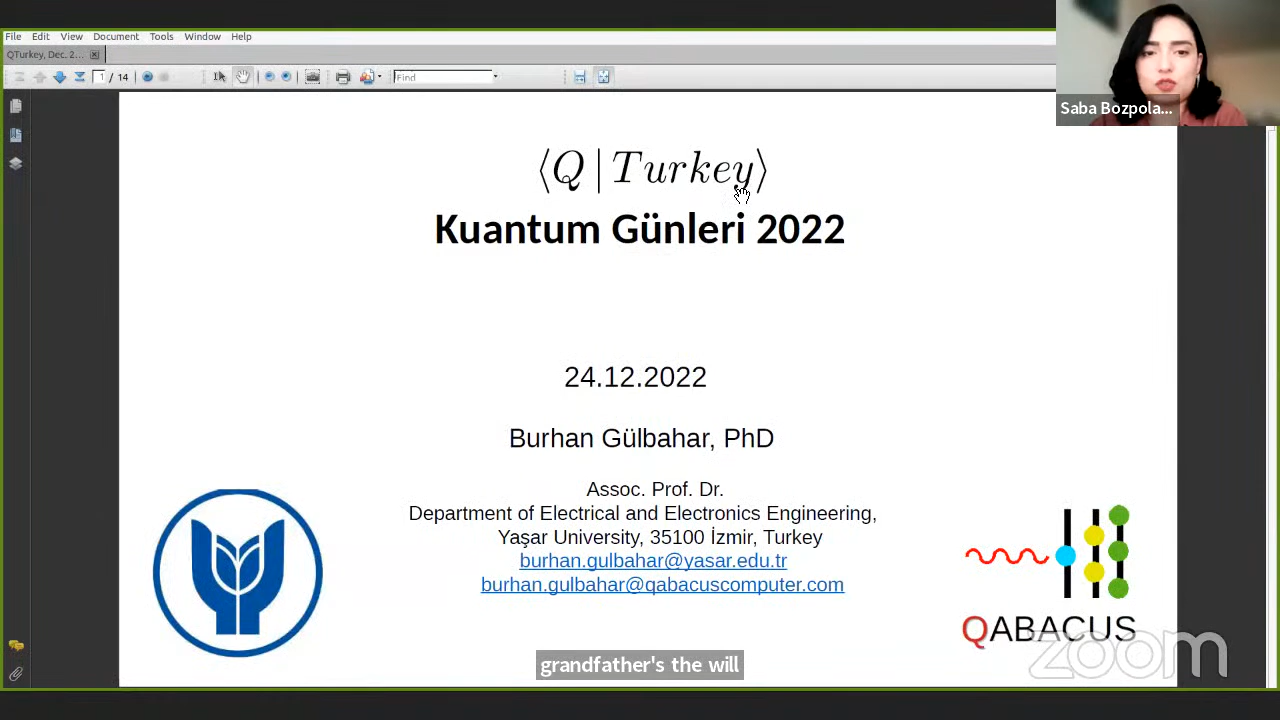 File Edit View Document Tools Window Help
QTurkey, Dec. 2...
1 / 14 Find
Saba Bozpola...
⟨Q | Turkey⟩
Kuantum Günleri 2022
24.12.2022
Burhan Gülbahar, PhD
Assoc. Prof. Dr.
Department of Electrical and Electronics Engineering,
Yaşar University, 35100 İzmir, Turkey
burhan.gulbahar@yasar.edu.tr
burhan.gulbahar@qabacuscomputer.com
QABACUS
zoom
grandfather's the will